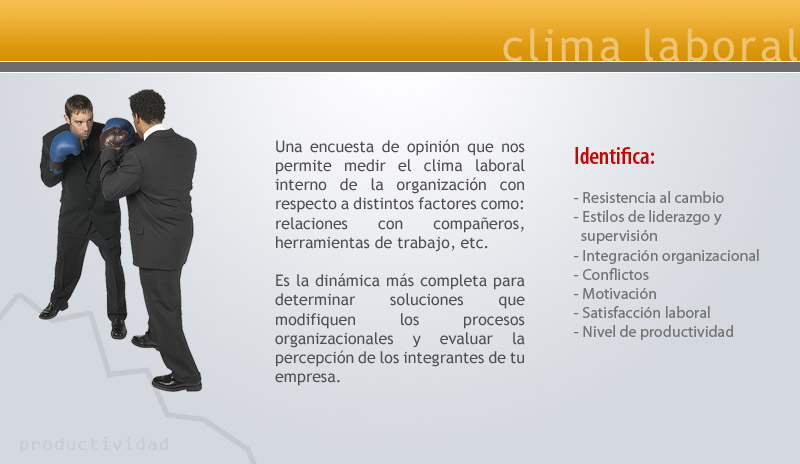 clima laboral
Una encuesta de opinión que nos
permite medir el clima laboral
interno de la organización con
respecto a distintos factores como:
relaciones con compañeros,
herramientas de trabajo, etc.
Es la dinámica más completa para
determinar soluciones que
modifiquen los procesos
organizacionales y evaluar la
percepción de los integrantes de tu
empresa.
Identifica:
- Resistencia al cambio
- Estilos de liderazgo y
supervisión
- Integración organizacional
- Conflictos
- Motivación
- Satisfacción laboral
- Nivel de productividad
productividad